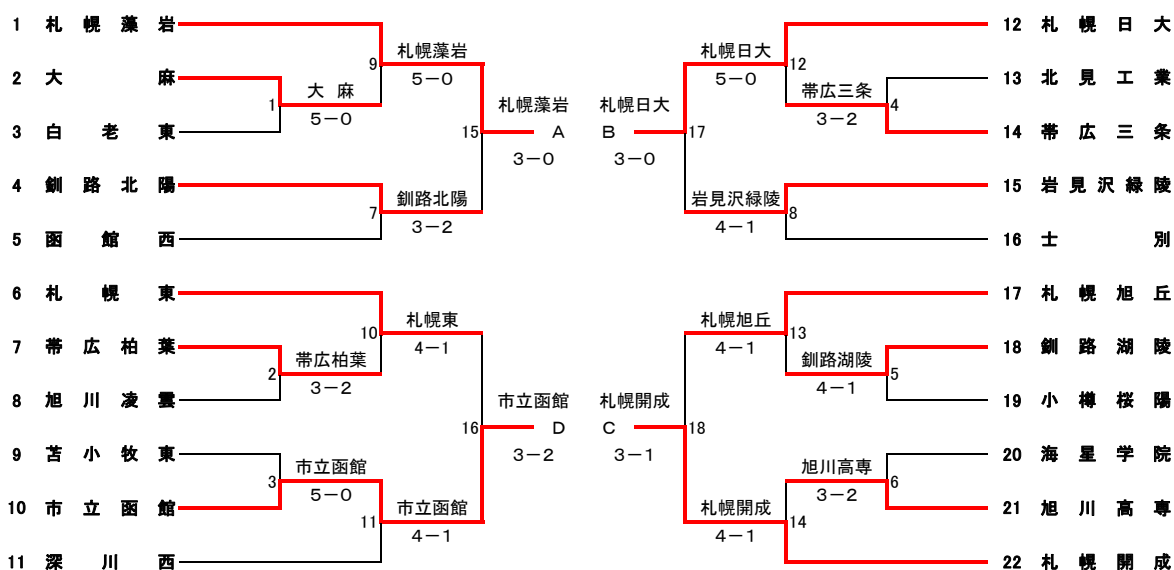 1 札幌藻岩
2 大麻
3 白老東
4 釧路北陽
5 函館西
6 札幌東
7 帯広柏葉
8 旭川凌雲
9 苫小牧東
10 市立函館
11 深川西
1 大麻
5-0
2 帯広柏葉
3-2
3 市立函館
5-0
9 札幌藻岩
5-0
7 釧路北陽
3-2
10 札幌東
4-1
11 市立函館
4-1
札幌藻岩
15 A
3-0
市立函館
16 D
3-2
札幌日大
B 17
3-0
札幌開成
C 18
3-1
札幌日大
12
5-0
岩見沢緑陵
8
4-1
札幌旭丘
13
4-1
札幌開成
14
4-1
帯広三条
4
3-2
釧路湖陵
5
4-1
旭川高専
6
3-2
12 札幌日大
13 北見工業
14 帯広三条
15 岩見沢緑陵
16 士別
17 札幌旭丘
18 釧路湖陵
19 小樽桜陽
20 海星学院
21 旭川高専
22 札幌開成